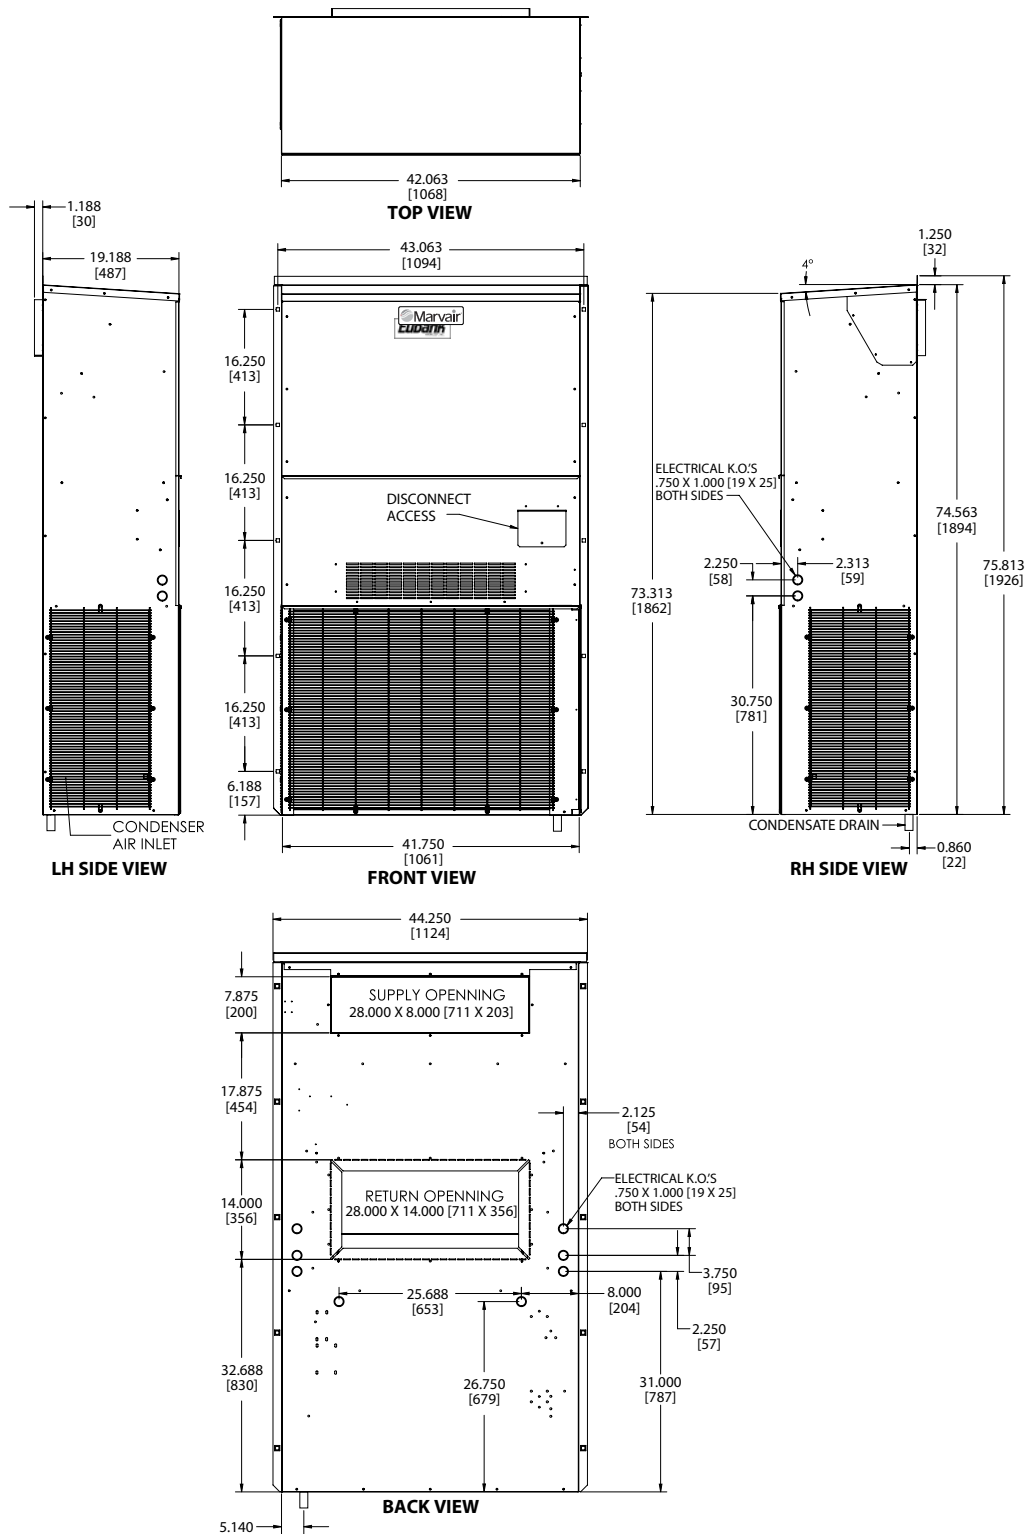 42.063
[1068]
TOP VIEW
1.188
[30]
19.188
[487]
43.063
[1094]
1.250
[32]
4°
Marvair
Eubank
16.250
[413]
16.250
[413]
16.250
[413]
16.250
[413]
6.188
[157]
DISCONNECT
ACCESS
ELECTRICAL K.O.'S
.750 X 1.000 [19 X 25]
BOTH SIDES
2.250
[58]
2.313
[59]
73.313
[1862]
74.563
[1894]
75.813
[1926]
30.750
[781]
CONDENSER
AIR INLET
LH SIDE VIEW
41.750
[1061]
FRONT VIEW
CONDENSATE DRAIN
0.860
[22]
RH SIDE VIEW
44.250
[1124]
7.875
[200]
SUPPLY OPENNING
28.000 X 8.000 [711 X 203]
17.875
[454]
2.125
[54]
BOTH SIDES
14.000
[356]
RETURN OPENNING
28.000 X 14.000 [711 X 356]
ELECTRICAL K.O.'S
.750 X 1.000 [19 X 25]
BOTH SIDES
3.750
[95]
25.688
[653]
8.000
[204]
2.250
[57]
32.688
[830]
26.750
[679]
31.000
[787]
BACK VIEW
5.140